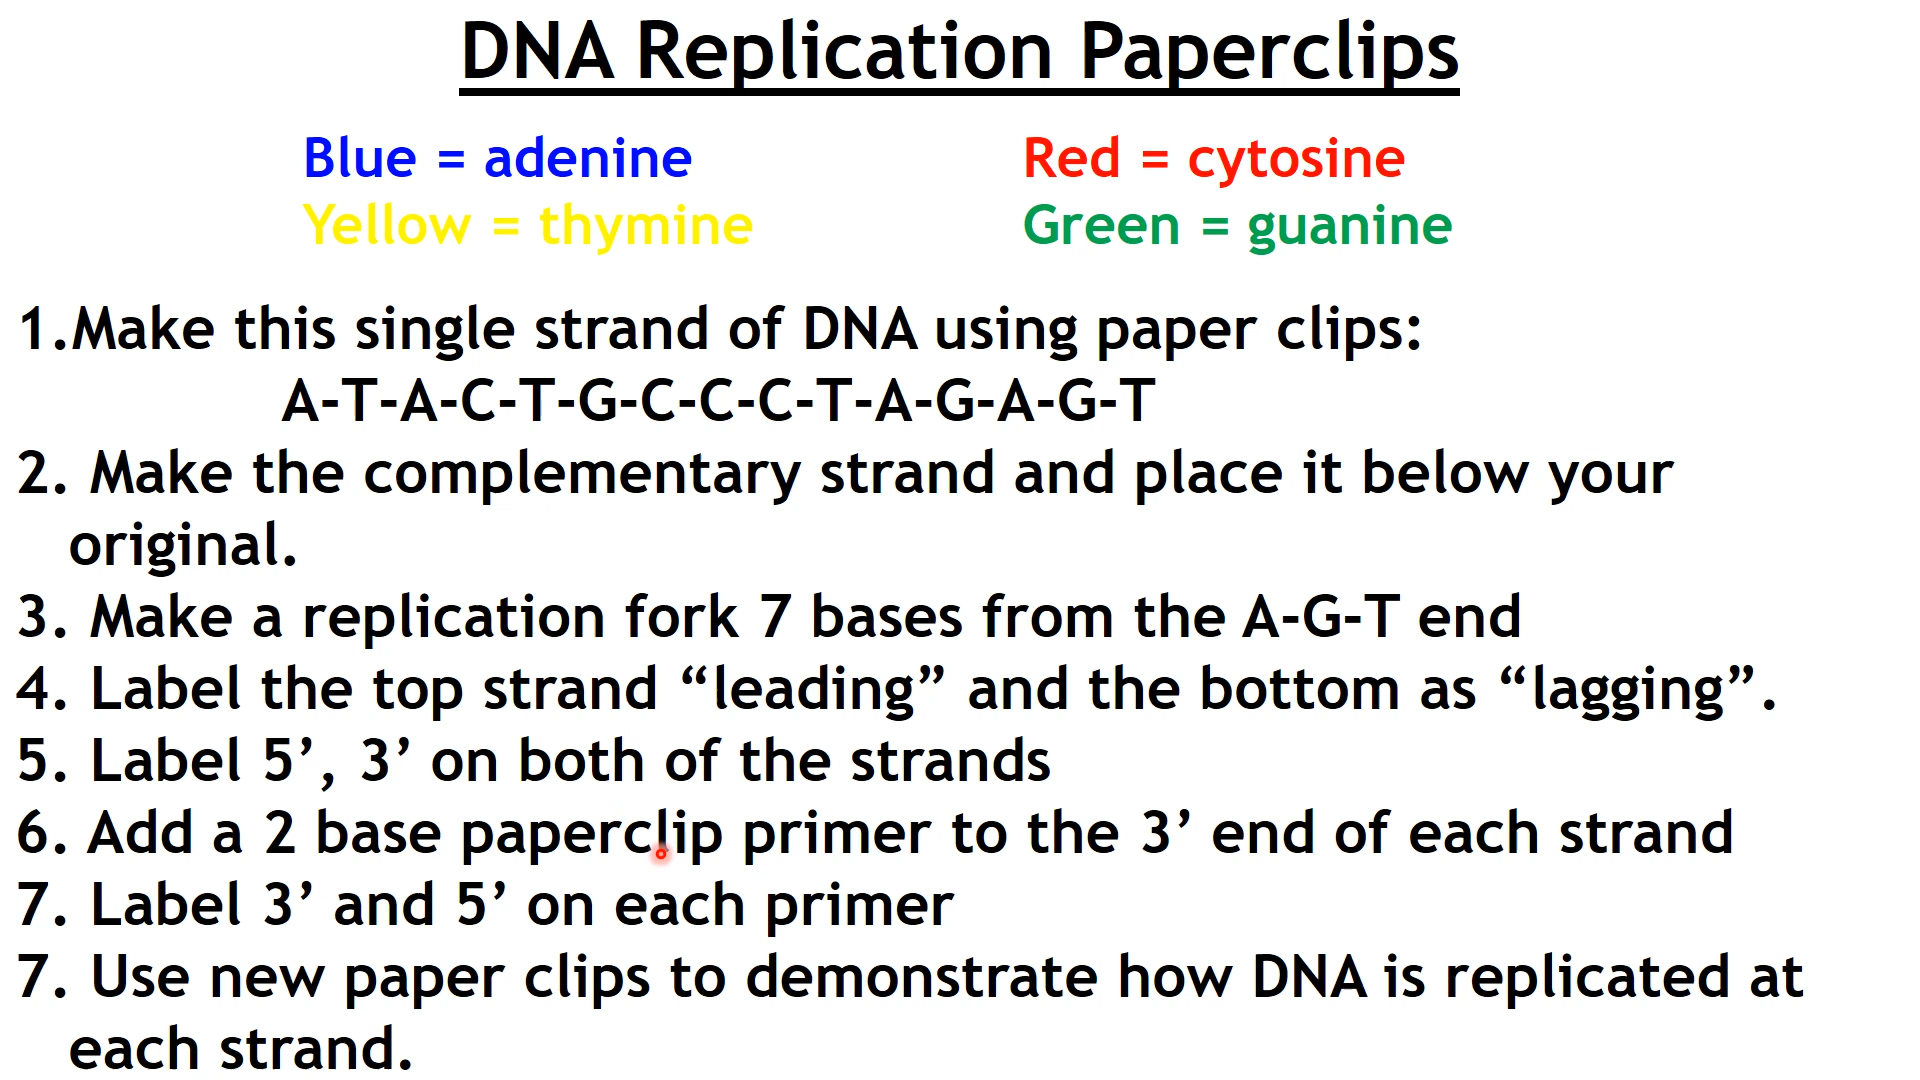 DNA Replication Paperclips
Blue = adenine
Red = cytosine
Yellow = thymine
Green = guanine
1.Make this single strand of DNA using paper clips:
A-T-A-C-T-G-C-C-C-T-A-G-A-G-T
2. Make the complementary strand and place it below your
original.
3. Make a replication fork 7 bases from the A-G-T end
4. Label the top strand “leading” and the bottom as “lagging”.
5. Label 5’, 3’ on both of the strands
6. Add a 2 base paperclip primer to the 3’ end of each strand
7. Label 3’ and 5’ on each primer
7. Use new paper clips to demonstrate how DNA is replicated at
each strand.